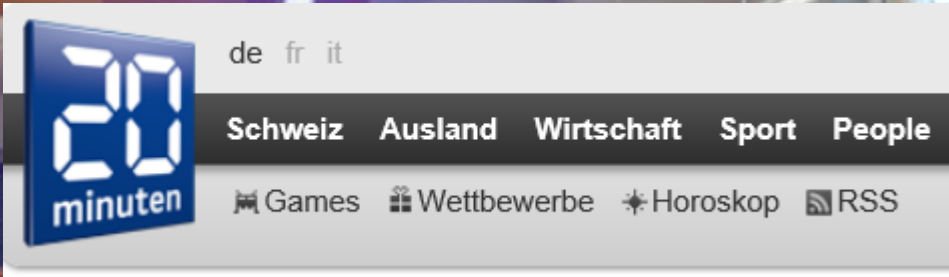 de fr it
20
minuten
Schweiz Ausland Wirtschaft Sport People
Games Wettbewerbe Horoskop RSS